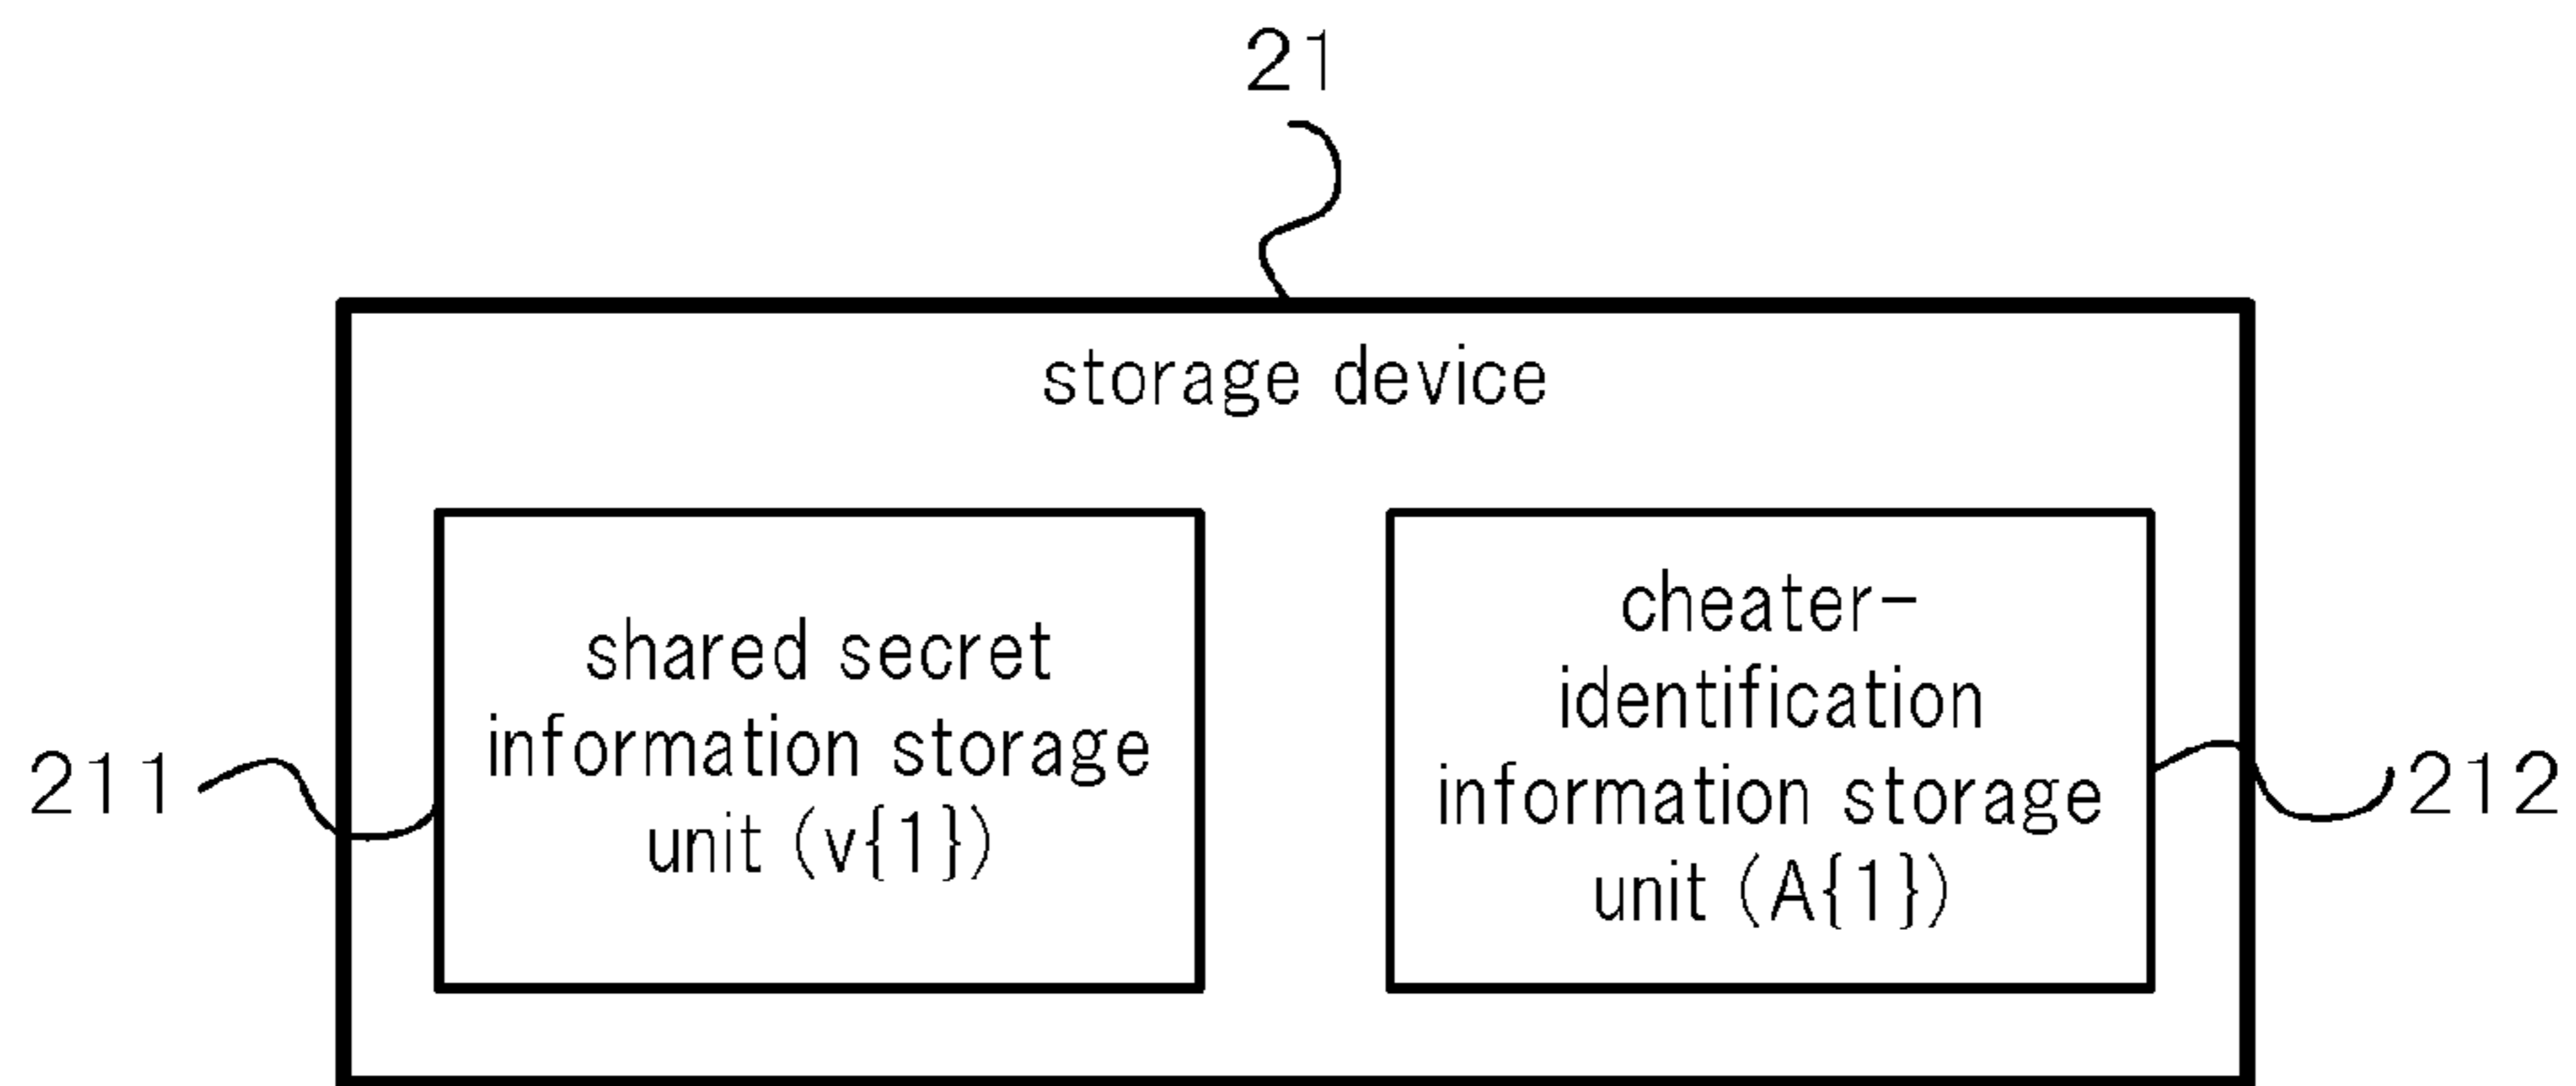 21
storage device
shared secret
information storage
unit (v{1})
cheater-
identification
information storage
unit (A{1})
211
212